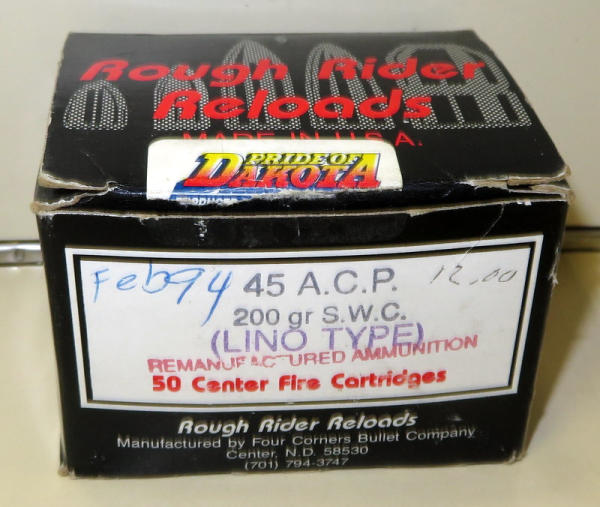 Rough Rider
Reloads
MADE IN U.S.A.
PRIDE OF
DAKOTA
Feb94 45 A.C.P. 12.00
200 gr S.W.C.
(LINO TYPE)
REMANUFACTURED AMMUNITION
50 Center Fire Cartridges
Rough Rider Reloads
Manufactured by Four Corners Bullet Company
Center, N.D. 58530
(701) 794-3747